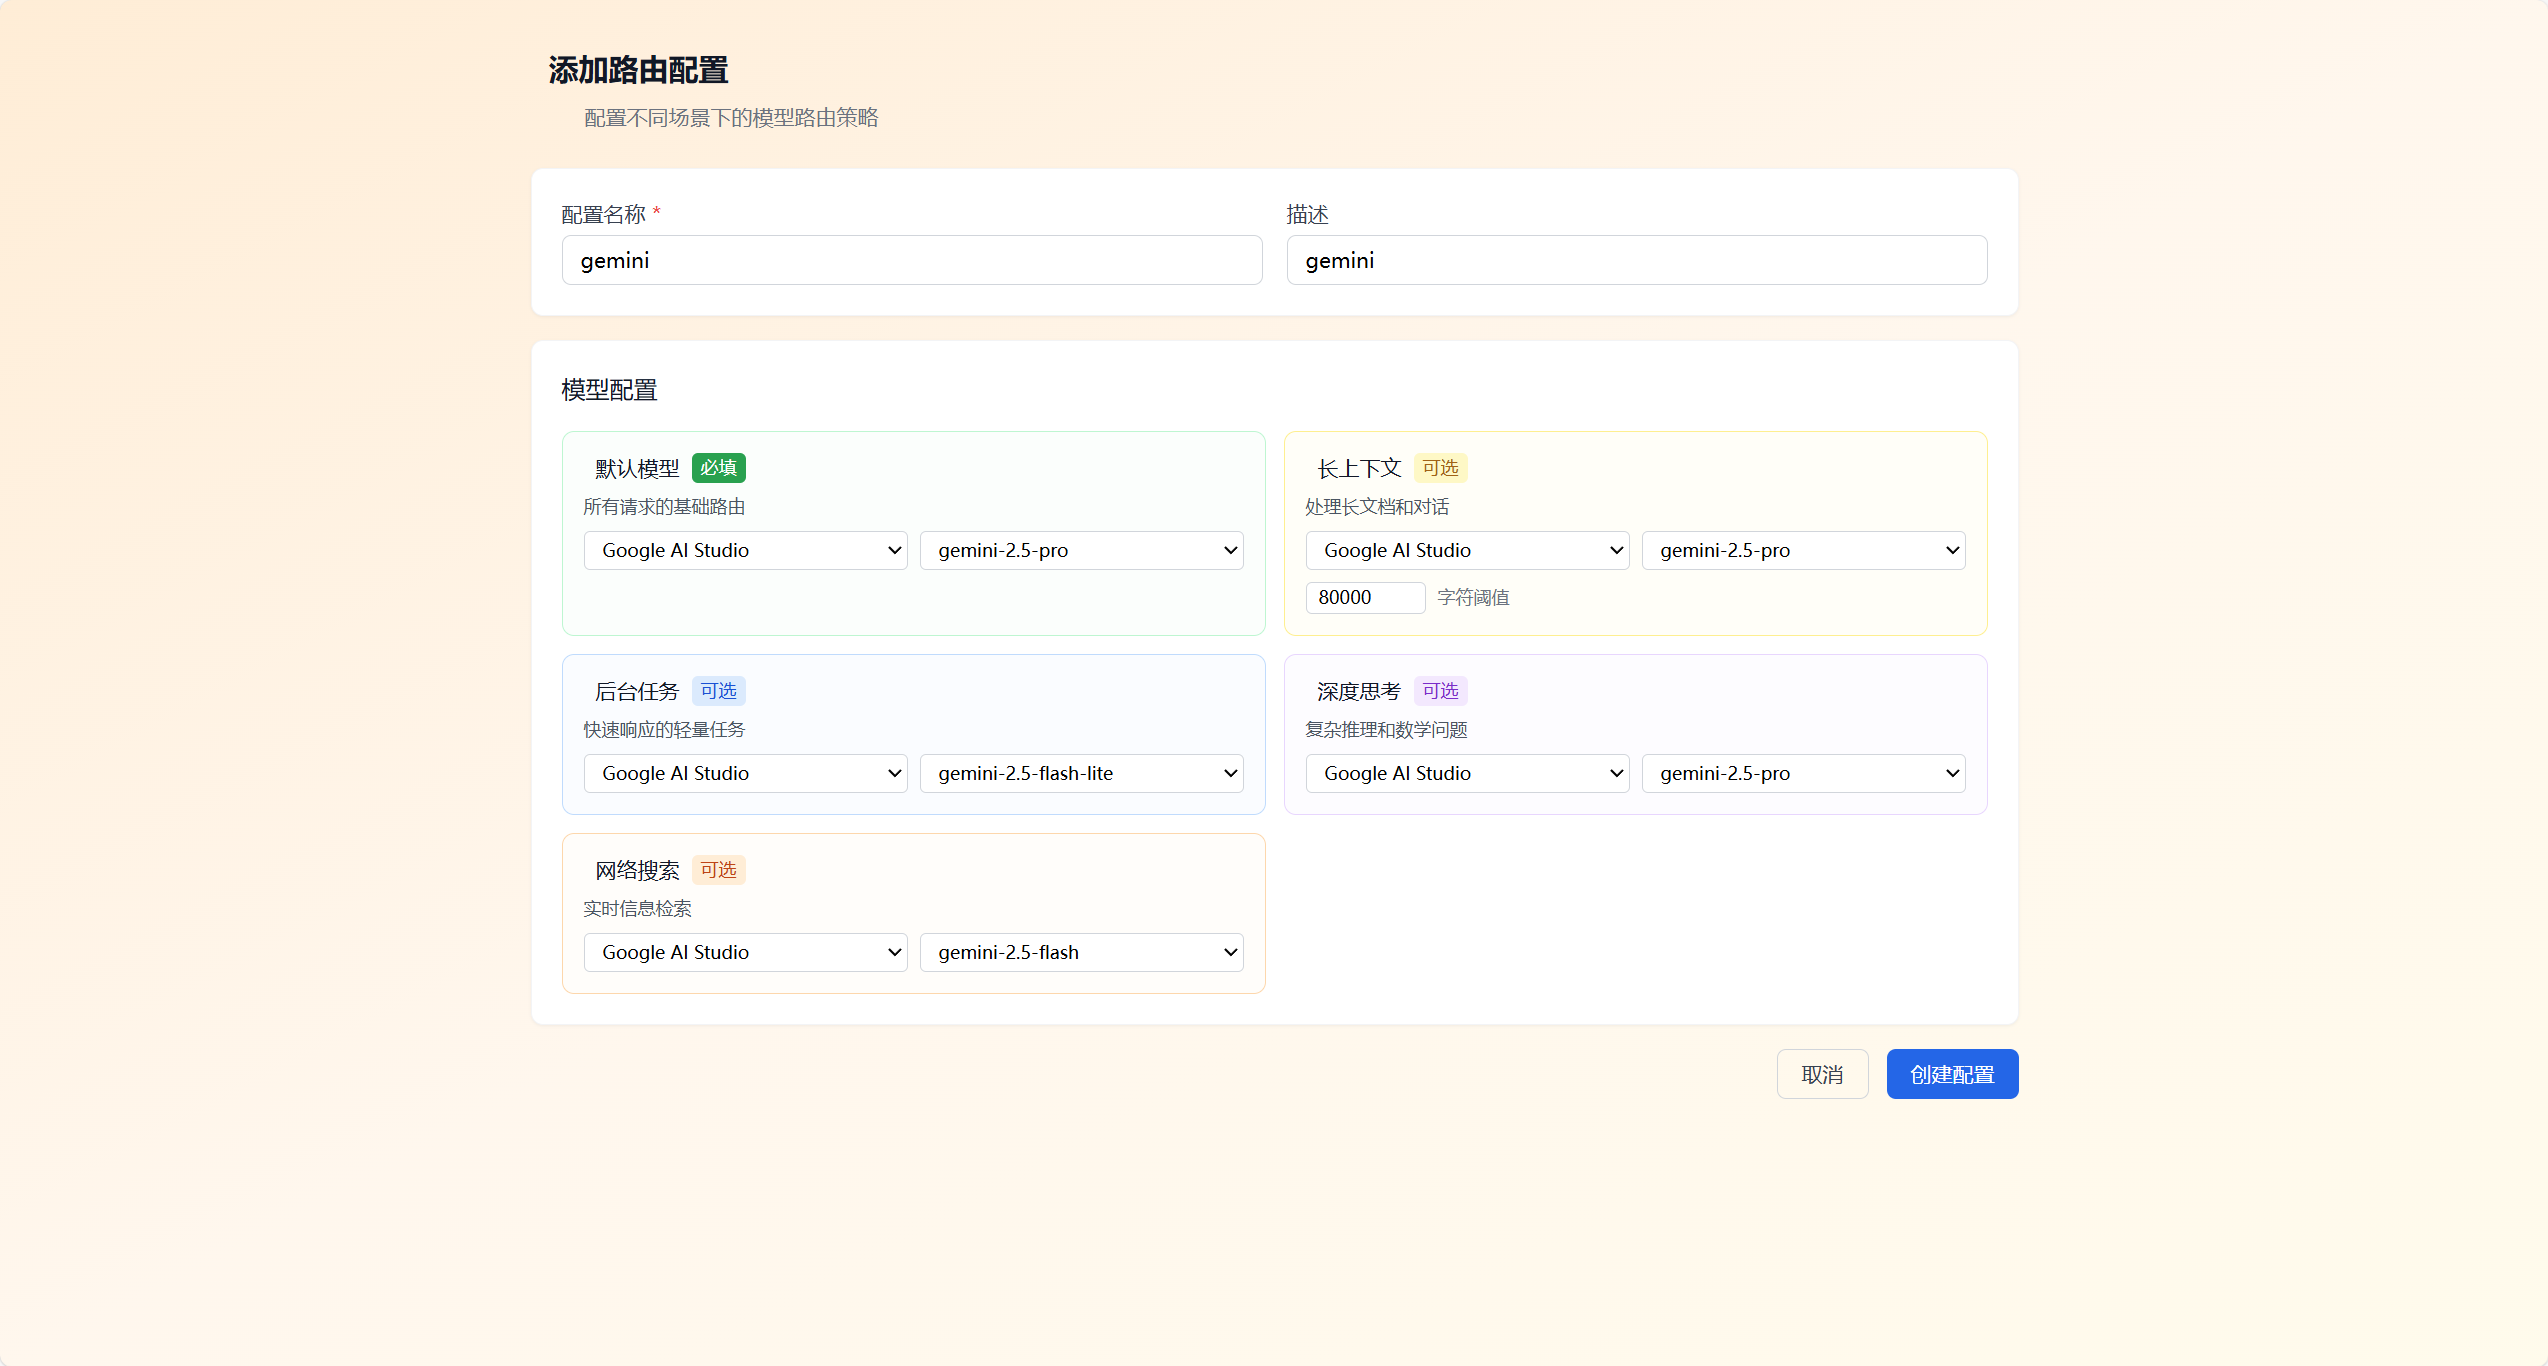 添加路由配置
配置不同场景下的模型路由策略
配置名称 *
gemini
描述
gemini
模型配置
默认模型 必填
所有请求的基础路由
Google AI Studio gemini-2.5-pro
长上下文 可选
处理长文档和对话
Google AI Studio gemini-2.5-pro
80000 字符阈值
后台任务 可选
快速响应的轻量任务
Google AI Studio gemini-2.5-flash-lite
深度思考 可选
复杂推理和数学问题
Google AI Studio gemini-2.5-pro
网络搜索 可选
实时信息检索
Google AI Studio gemini-2.5-flash
取消 创建配置